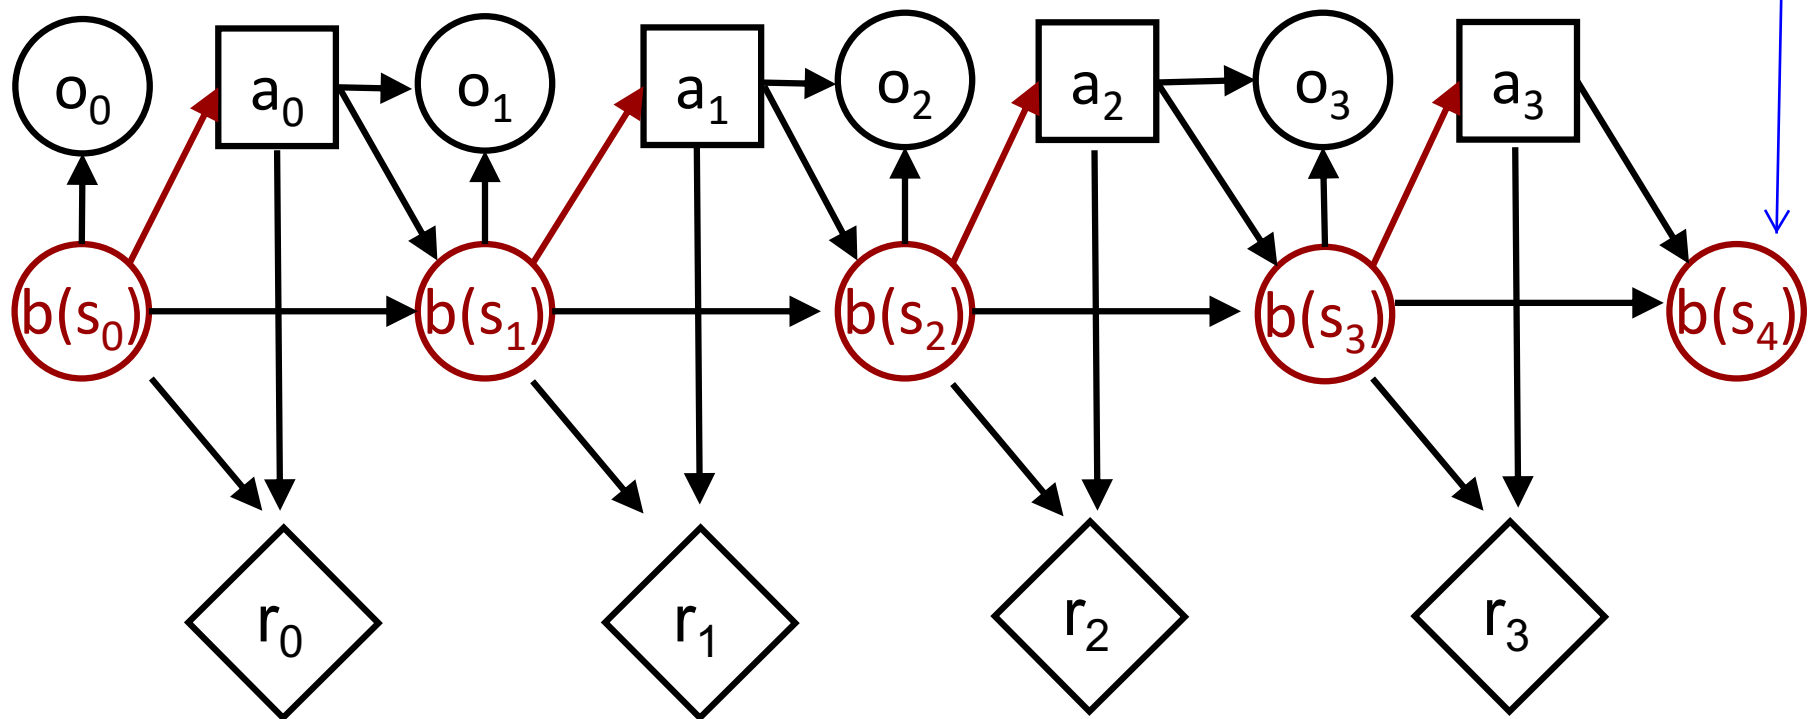 o₀ a₀ o₁ a₁ o₂ a₂ o₃ a₃
b(s₀) b(s₁) b(s₂) b(s₃) b(s₄)
r₀ r₁ r₂ r₃